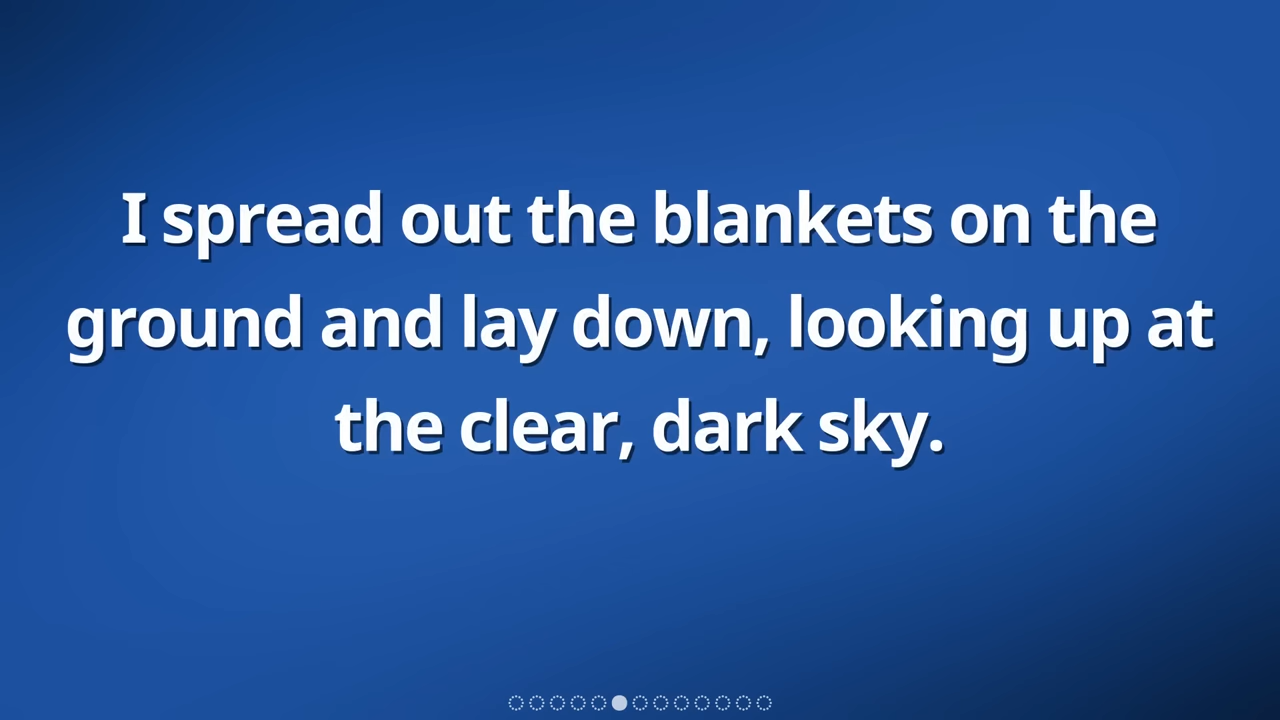 I spread out the blankets on the
ground and lay down, looking up at
the clear, dark sky.